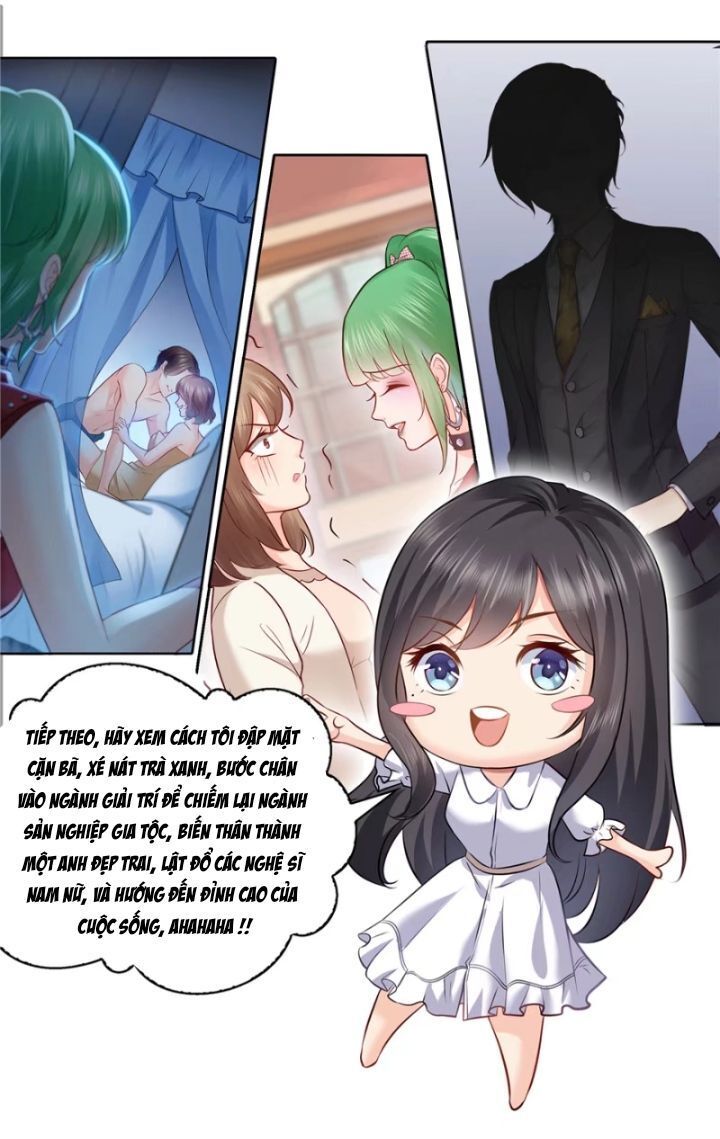 TIẾP THEO, HÃY XEM CÁCH TÔI ĐẬP MẶT
CẶN BÃ, XÉ NÁT TRÀ XANH, BƯỚC CHÂN
VÀO NGÀNH GIẢI TRÍ ĐỂ CHIẾM LẠI NGÀNH
SẢN NGHIỆP GIA TỘC, BIẾN THÂN THÀNH
MỘT ANH ĐẸP TRAI, LẬT ĐỔ CÁC NGHỆ SĨ
NAM NỮ, VÀ HƯỚNG ĐẾN ĐỈNH CAO CỦA
CUỘC SỐNG, AHAHAHA !!